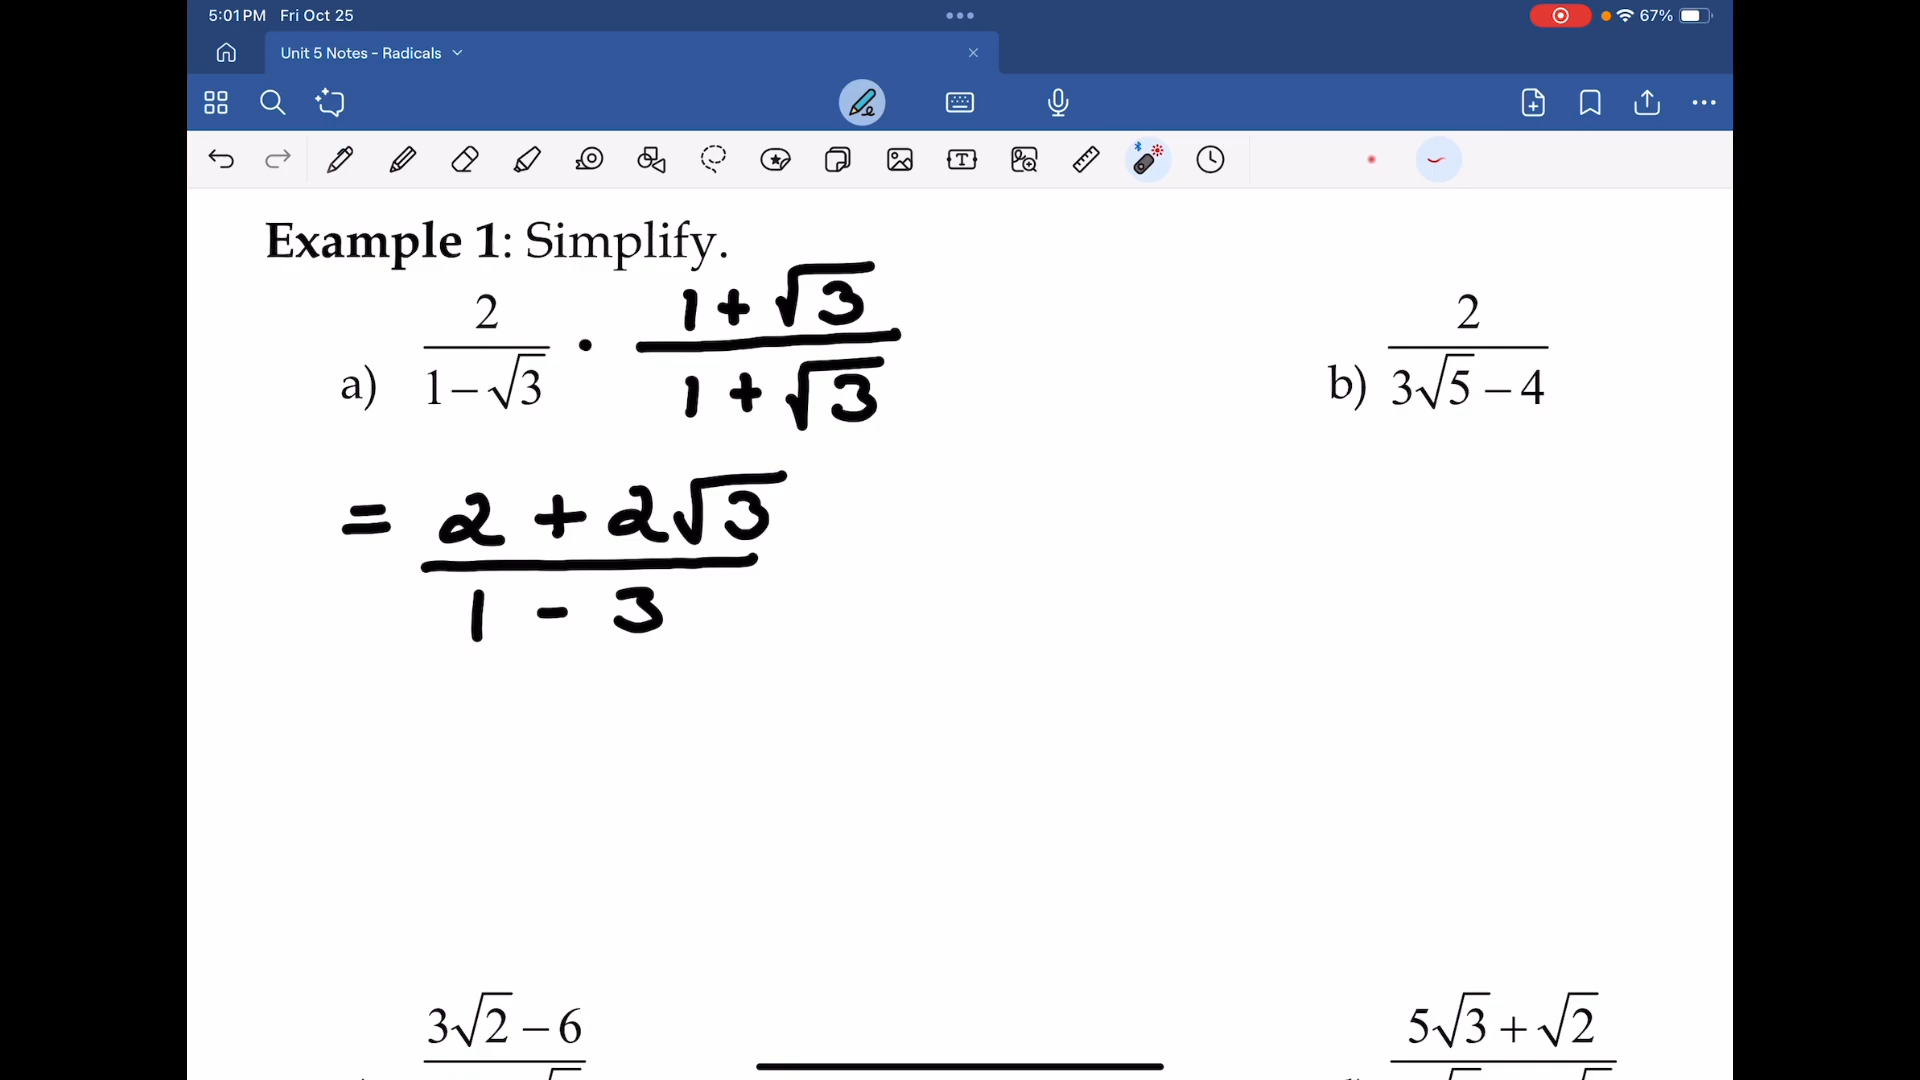 5:01 PM Fri Oct 25
67%
Unit 5 Notes - Radicals
Example 1: Simplify.
a) 2/(1−√3) · (1+√3)/(1+√3)
= (2 + 2√3)/(1 - 3)
b) 2/(3√5−4)
3√2−6
5√3+√2